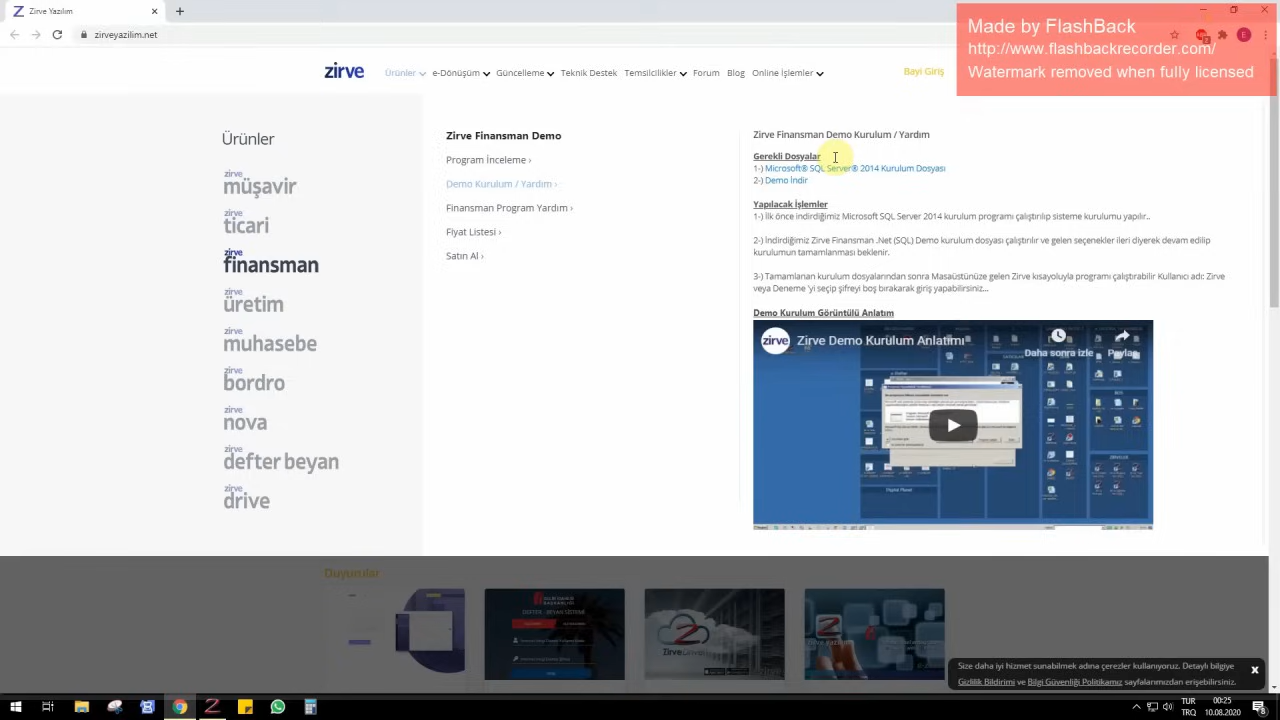 Zirve Yazılım
zirveyazilim.net
Made by FlashBack
http://www.flashbackrecorder.com/
Watermark removed when fully licensed
zirve
Ürünler
e-Dönüşüm
Güncelleme
Teknik Destek
Temsilcilikler
Forum
Blog
Online İşlemler
Bayi Giriş
Ürünler
zirve
müşavir
zirve
ticari
zirve
finansman
zirve
üretim
zirve
muhasebe
zirve
bordro
zirve
nova
zirve
defter beyan
zirve
drive
Zirve Finansman Demo
Program İnceleme ›
Demo Kurulum / Yardım ›
Finansman Program Yardım ›
Fiyat Listesi ›
Satın Al ›
Zirve Finansman Demo Kurulum / Yardım
Gerekli Dosyalar
1-) Microsoft® SQL Server® 2014 Kurulum Dosyası
2-) Demo İndir
Yapılacak İşlemler
1-) İlk önce indirdiğimiz Microsoft SQL Server 2014 kurulum programı çalıştırılıp sisteme kurulumu yapılır..
2-) İndirdiğimiz Zirve Finansman .Net (SQL) Demo kurulum dosyası çalıştırılır ve gelen seçenekler ileri diyerek devam edilip
kurulumun tamamlanması beklenir.
3-) Tamamlanan kurulum dosyalarından sonra Masaüstünüze gelen Zirve kısayoluyla programı çalıştırabilir Kullanıcı adı: Zirve
veya Deneme 'yi seçip şifreyi boş bırakarak giriş yapabilirsiniz...
Demo Kurulum Görüntülü Anlatım
zirve
Zirve Demo Kurulum Anlatımı
Daha sonra izle
Paylaş
Duyurular
Size daha iyi hizmet sunabilmek adına çerezler kullanıyoruz. Detaylı bilgiye
Gizlilik Bildirimi ve Bilgi Güvenliği Politikamız sayfalarımızdan erişebilirsiniz.
TUR
TRQ
00:25
10.08.2020